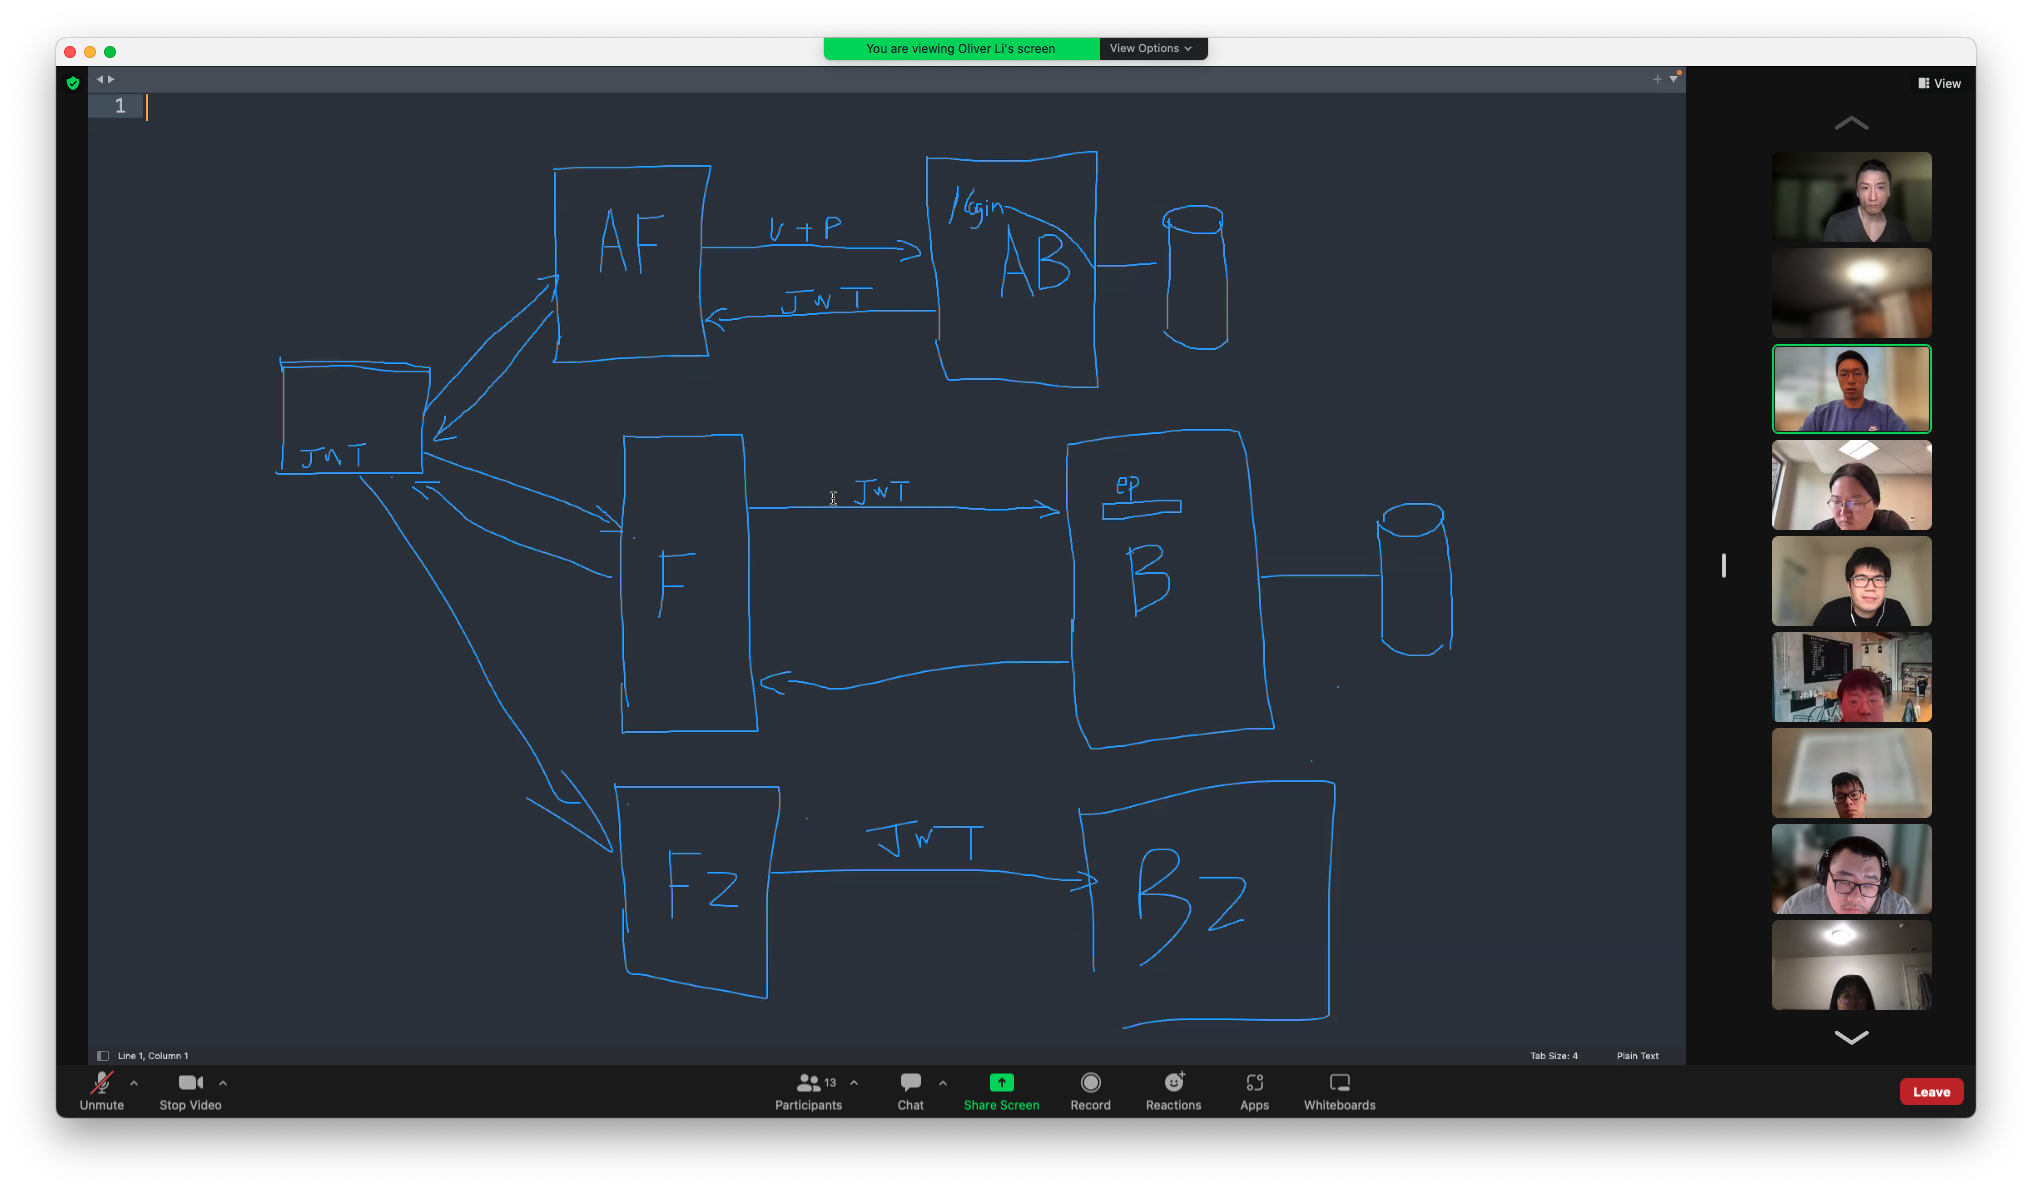 You are viewing Oliver Li's screen
View Options
View
1
/login
AF
U + P
AB
JWT
JWT
JWT
ep
F
B
JWT
F2
B2
Line 1, Column 1
Tab Size: 4
Plain Text
Unmute
Stop Video
13
Participants
Chat
Share Screen
Record
Reactions
Apps
Whiteboards
Leave